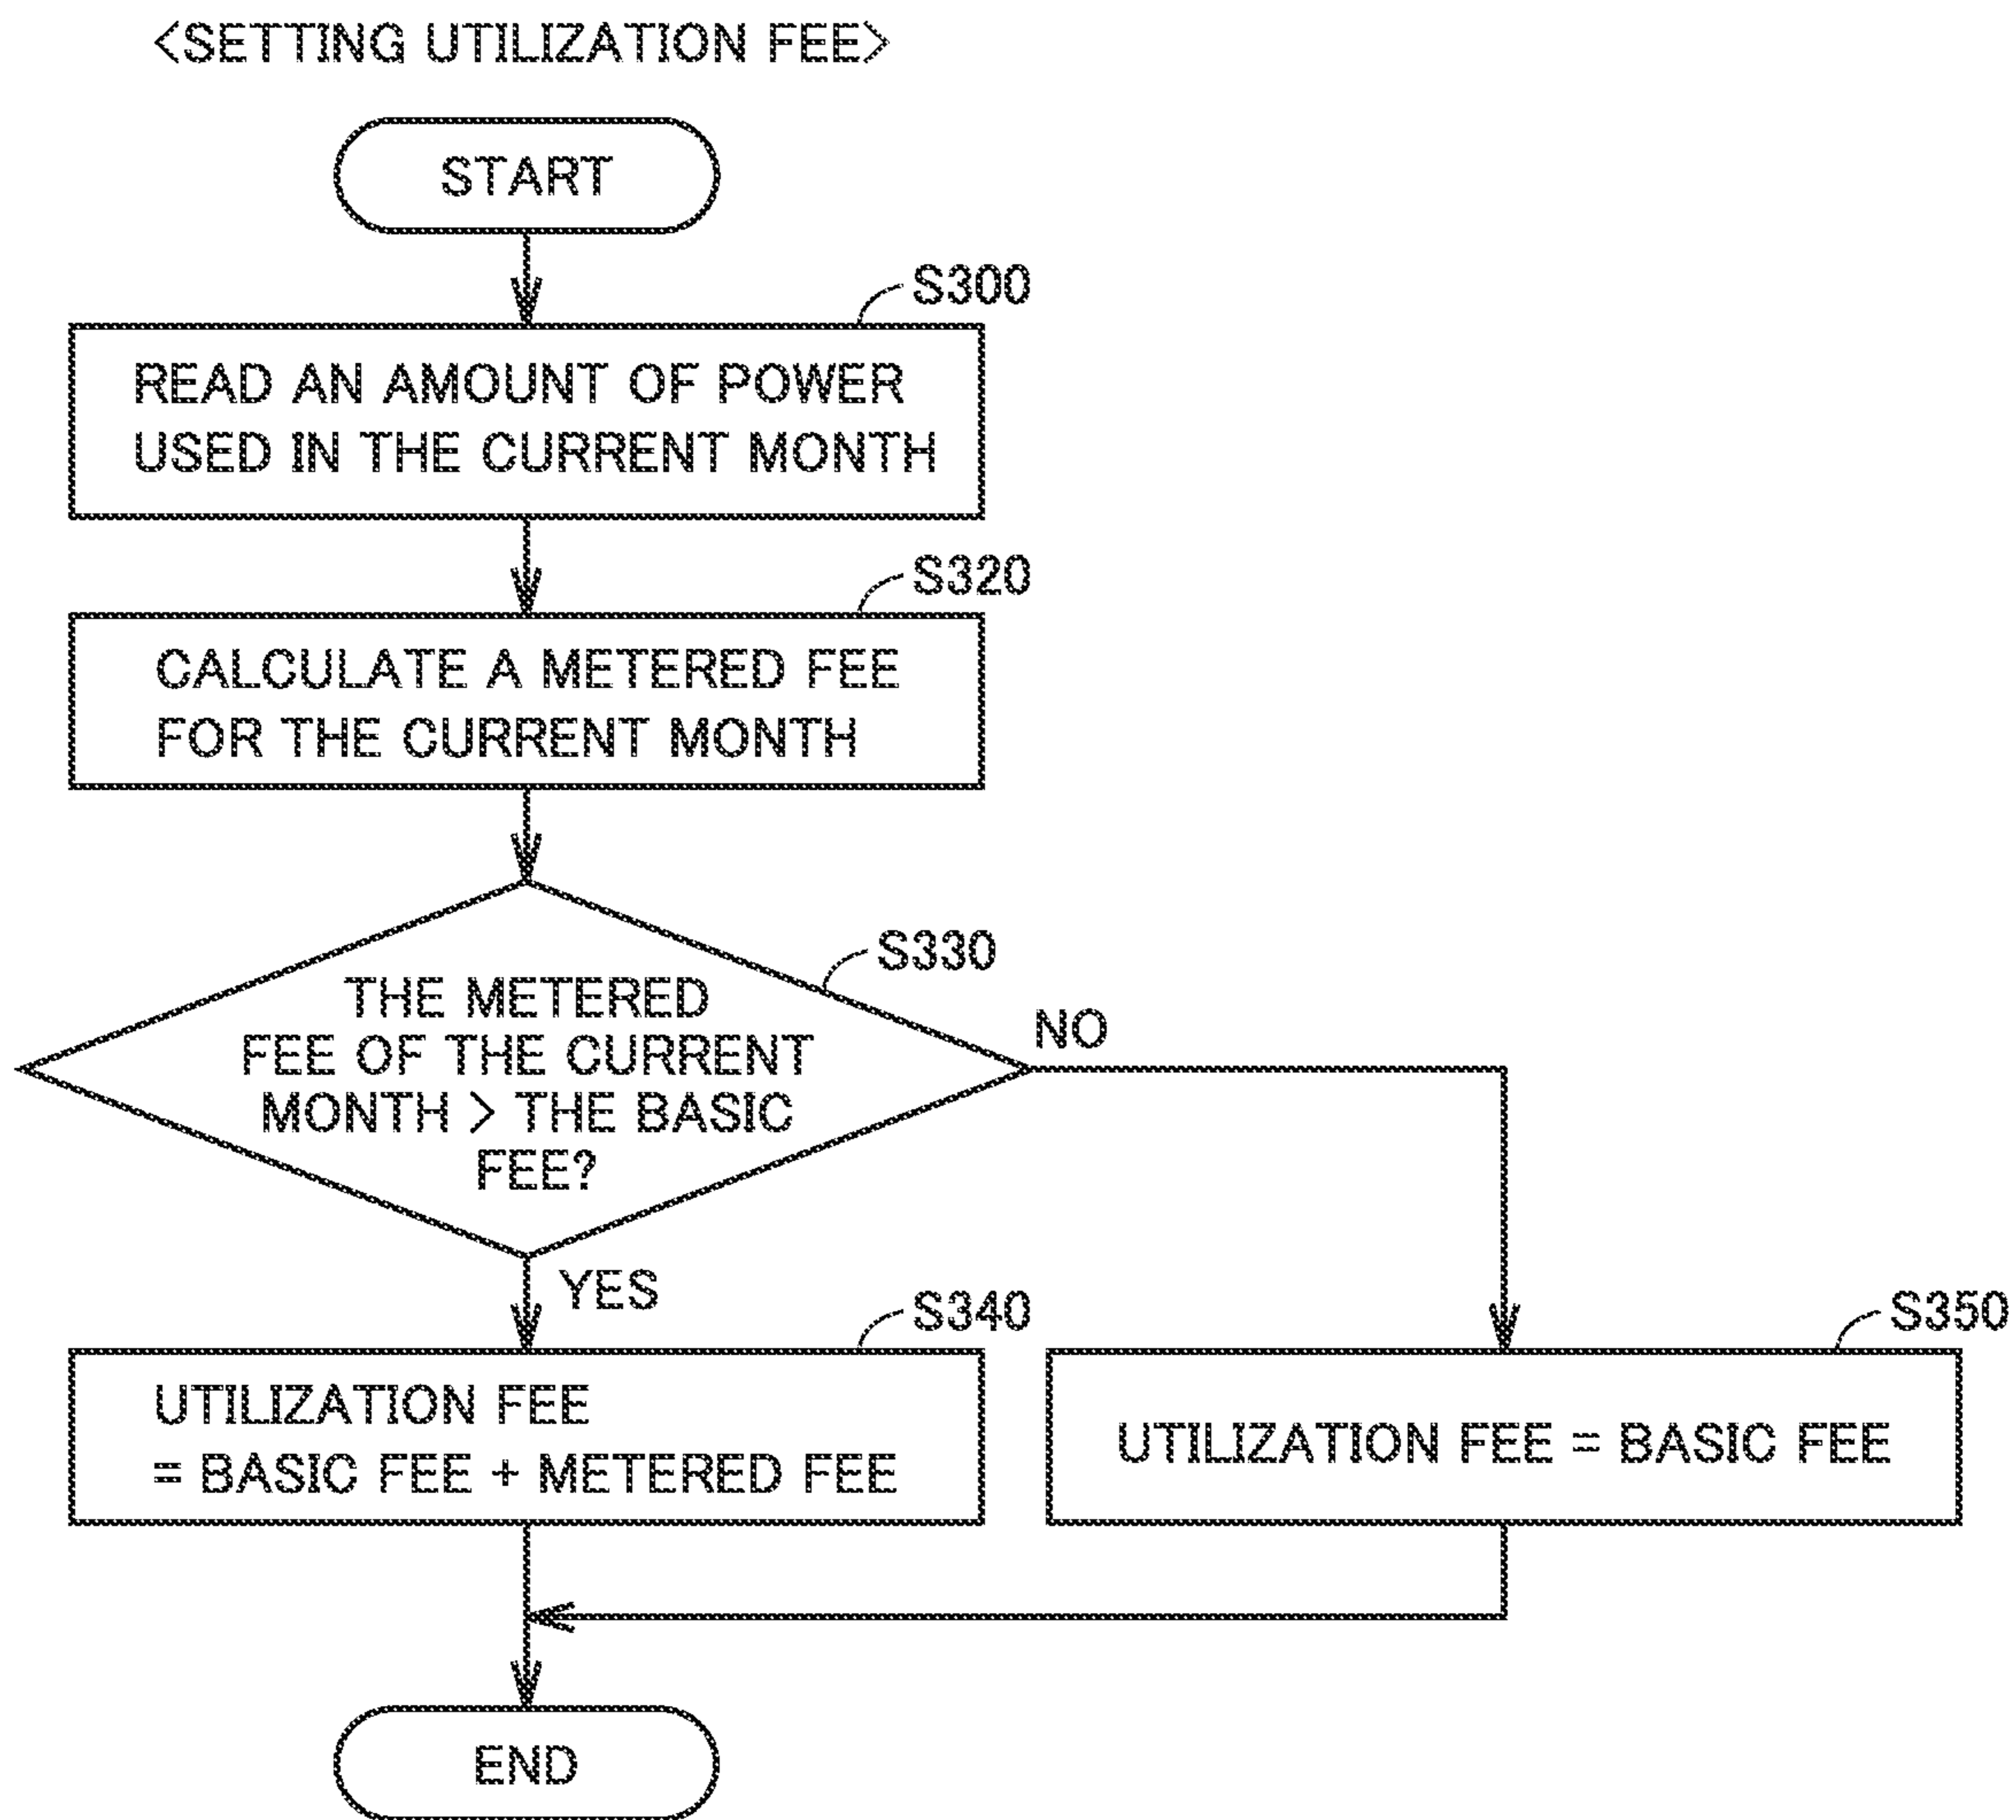 <SETTING UTILIZATION FEE>
START
S300
READ AN AMOUNT OF POWER
USED IN THE CURRENT MONTH
S320
CALCULATE A METERED FEE
FOR THE CURRENT MONTH
S330
THE METERED
FEE OF THE CURRENT
MONTH > THE BASIC
FEE?
NO
YES
S340
UTILIZATION FEE
= BASIC FEE + METERED FEE
S350
UTILIZATION FEE = BASIC FEE
END